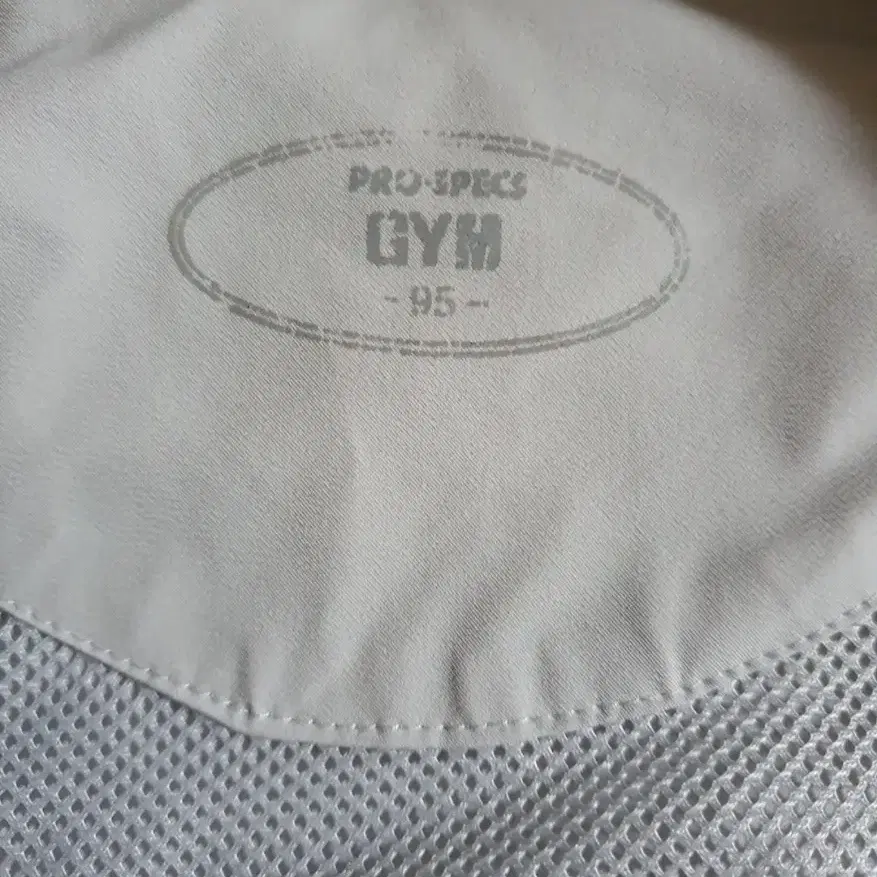 PRO-SPECS
GYM
- 95 -